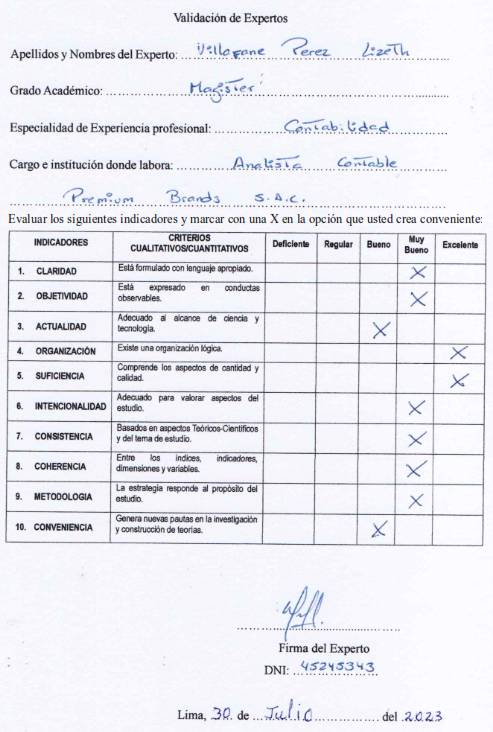 Validación de Expertos
Apellidos y Nombres del Experto: Villafane Perez Lizeth
Grado Académico: Magíster
Especialidad de Experiencia profesional: Contabilidad
Cargo e institución donde labora: Analista Contable
Premium Brands S.A.C.
Evaluar los siguientes indicadores y marcar con una X en la opción que usted crea conveniente:
INDICADORES CRITERIOS CUALITATIVOS/CUANTITATIVOS Deficiente Regular Bueno Muy Bueno Excelente
1. CLARIDAD Está formulado con lenguaje apropiado. X
2. OBJETIVIDAD Está expresado en conductas observables. X
3. ACTUALIDAD Adecuado al alcance de ciencia y tecnología. X
4. ORGANIZACIÓN Existe una organización lógica. X
5. SUFICIENCIA Comprende los aspectos de cantidad y calidad. X
6. INTENCIONALIDAD Adecuado para valorar aspectos del estudio. X
7. CONSISTENCIA Basados en aspectos Teóricos-Científicos y del tema de estudio. X
8. COHERENCIA Entre los índices, indicadores, dimensiones y variables. X
9. METODOLOGIA La estrategia responde al propósito del estudio. X
10. CONVENIENCIA Genera nuevas pautas en la investigación y construcción de teorías. X
Firma del Experto
DNI: 45245343
Lima, 30 de Julio del 2023